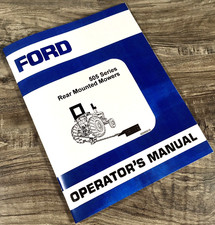 FORD
505 Series
Rear Mounted Mowers
OPERATOR'S MANUAL